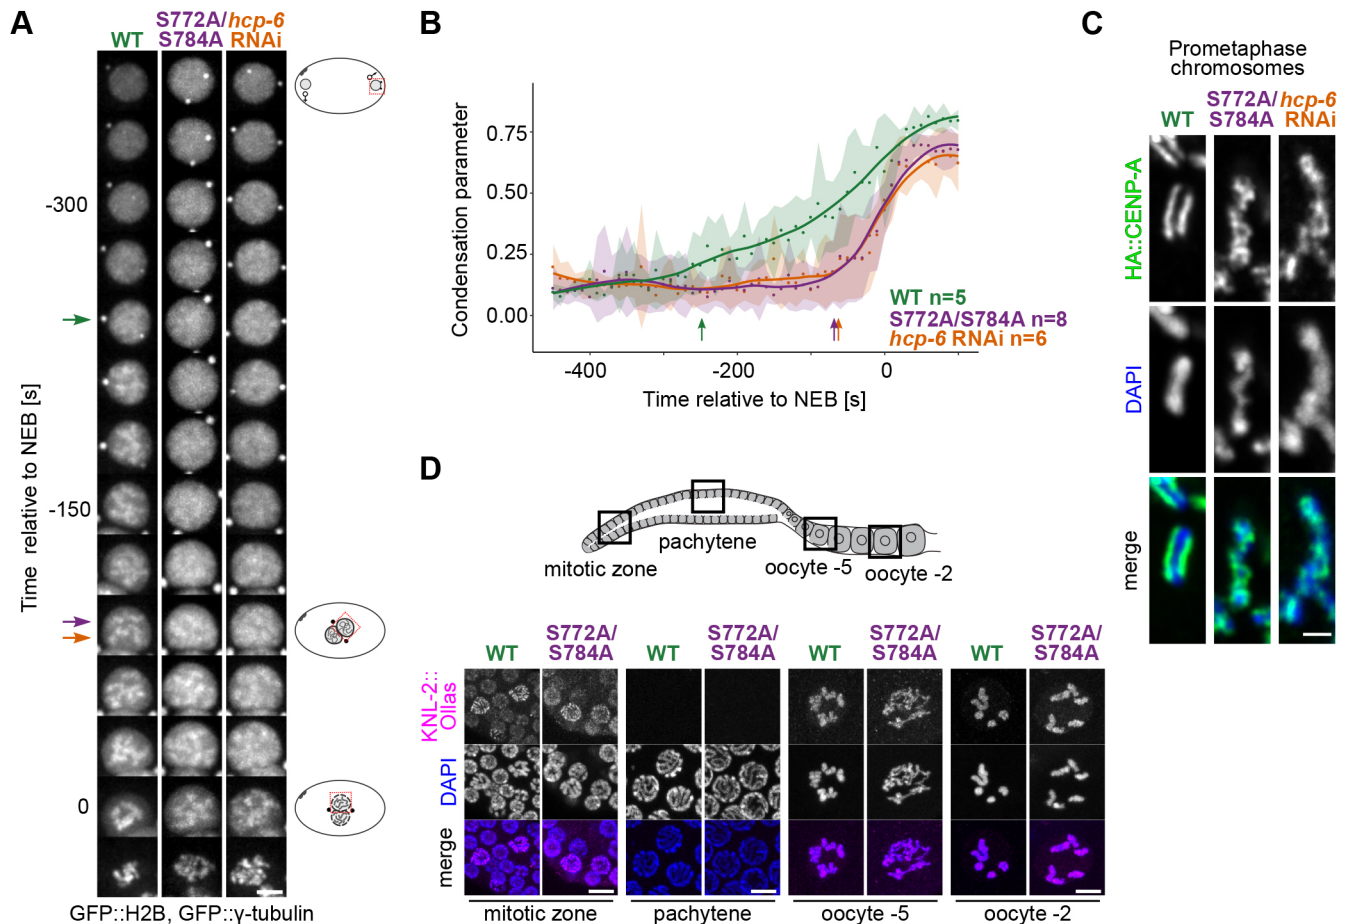 A
WT
S772A/
S784A
hcp-6
RNAi
-300
-150
0
Time relative to NEB [s]
GFP::H2B, GFP::γ-tubulin
B
Condensation parameter
0.75
0.50
0.25
0.00
-400
-200
0
Time relative to NEB [s]
WT n=5
S772A/S784A n=8
hcp-6 RNAi n=6
C
Prometaphase
chromosomes
WT
S772A/
S784A
hcp-6
RNAi
HA::CENP-A
DAPI
merge
D
mitotic zone
pachytene
oocyte -5
oocyte -2
WT
S772A/
S784A
WT
S772A/
S784A
WT
S772A/
S784A
WT
S772A/
S784A
KNL-2::
Ollas
DAPI
merge
mitotic zone
pachytene
oocyte -5
oocyte -2